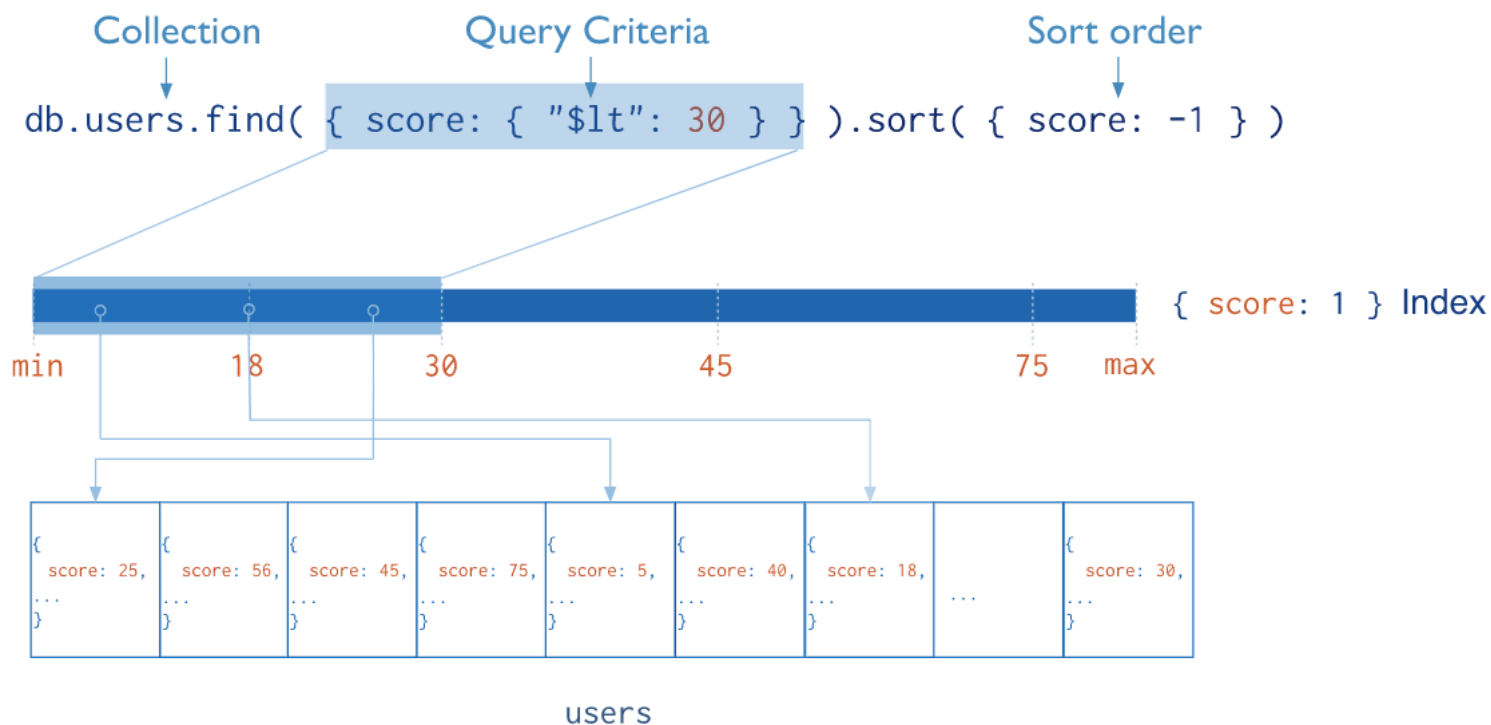 Collection Query Criteria Sort order
db.users.find( { score: { "$lt": 30 } } ).sort( { score: -1 } )
{ score: 1 } Index
min 18 30 45 75 max
{ { { { { { { {
score: 25, score: 56, score: 45, score: 75, score: 5, score: 40, score: 18, score: 30,
... ... ... ... ... ... ... ... ...
} } } } } } } }
users